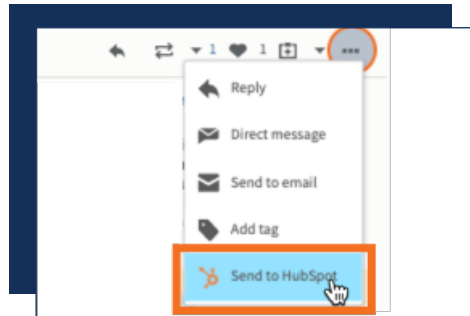 1 1
Reply
Direct message
Send to email
Add tag
Send to HubSpot